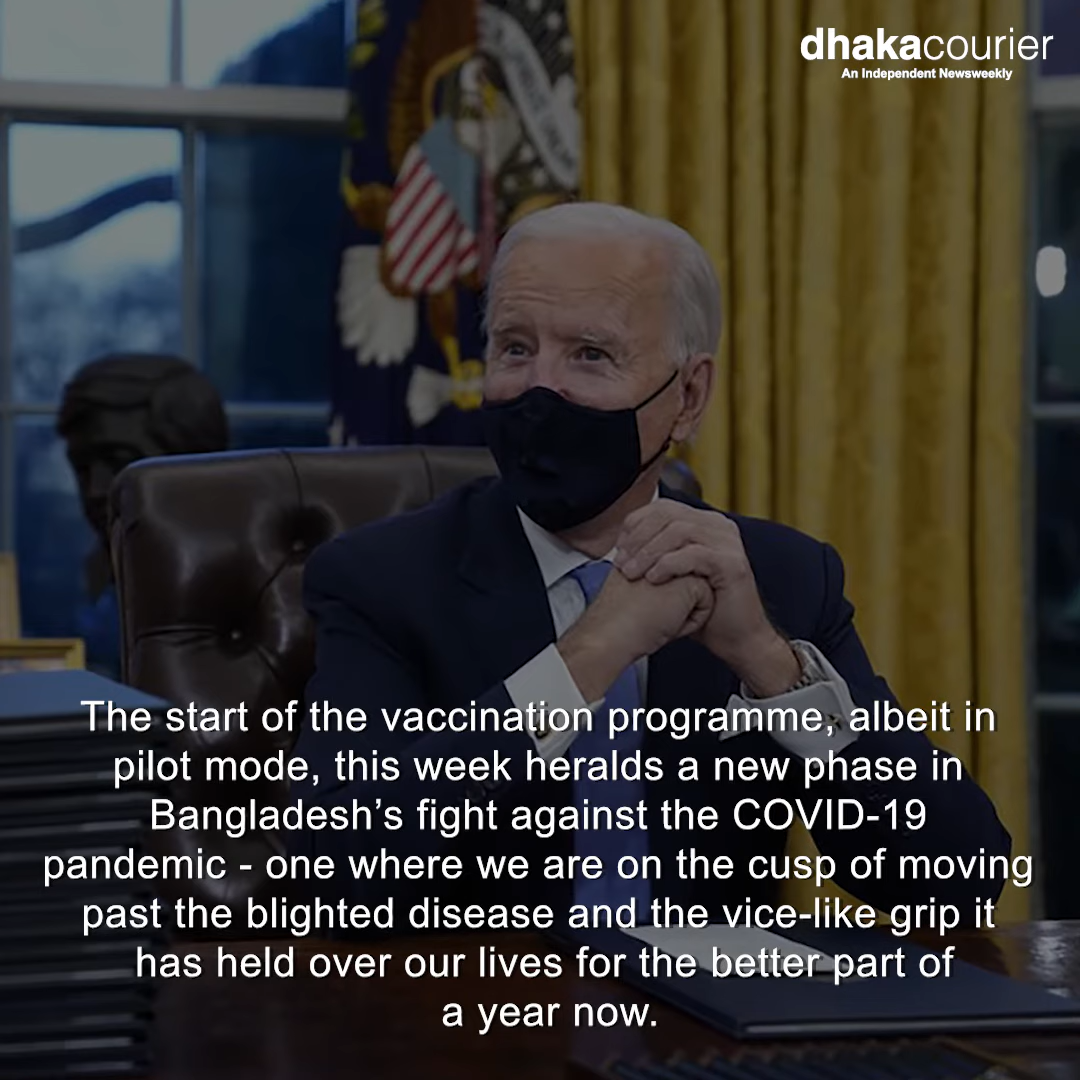 dhakacourier
An Independent Newsweekly
The start of the vaccination programme, albeit in
pilot mode, this week heralds a new phase in
Bangladesh’s fight against the COVID-19
pandemic - one where we are on the cusp of moving
past the blighted disease and the vice-like grip it
has held over our lives for the better part of
a year now.